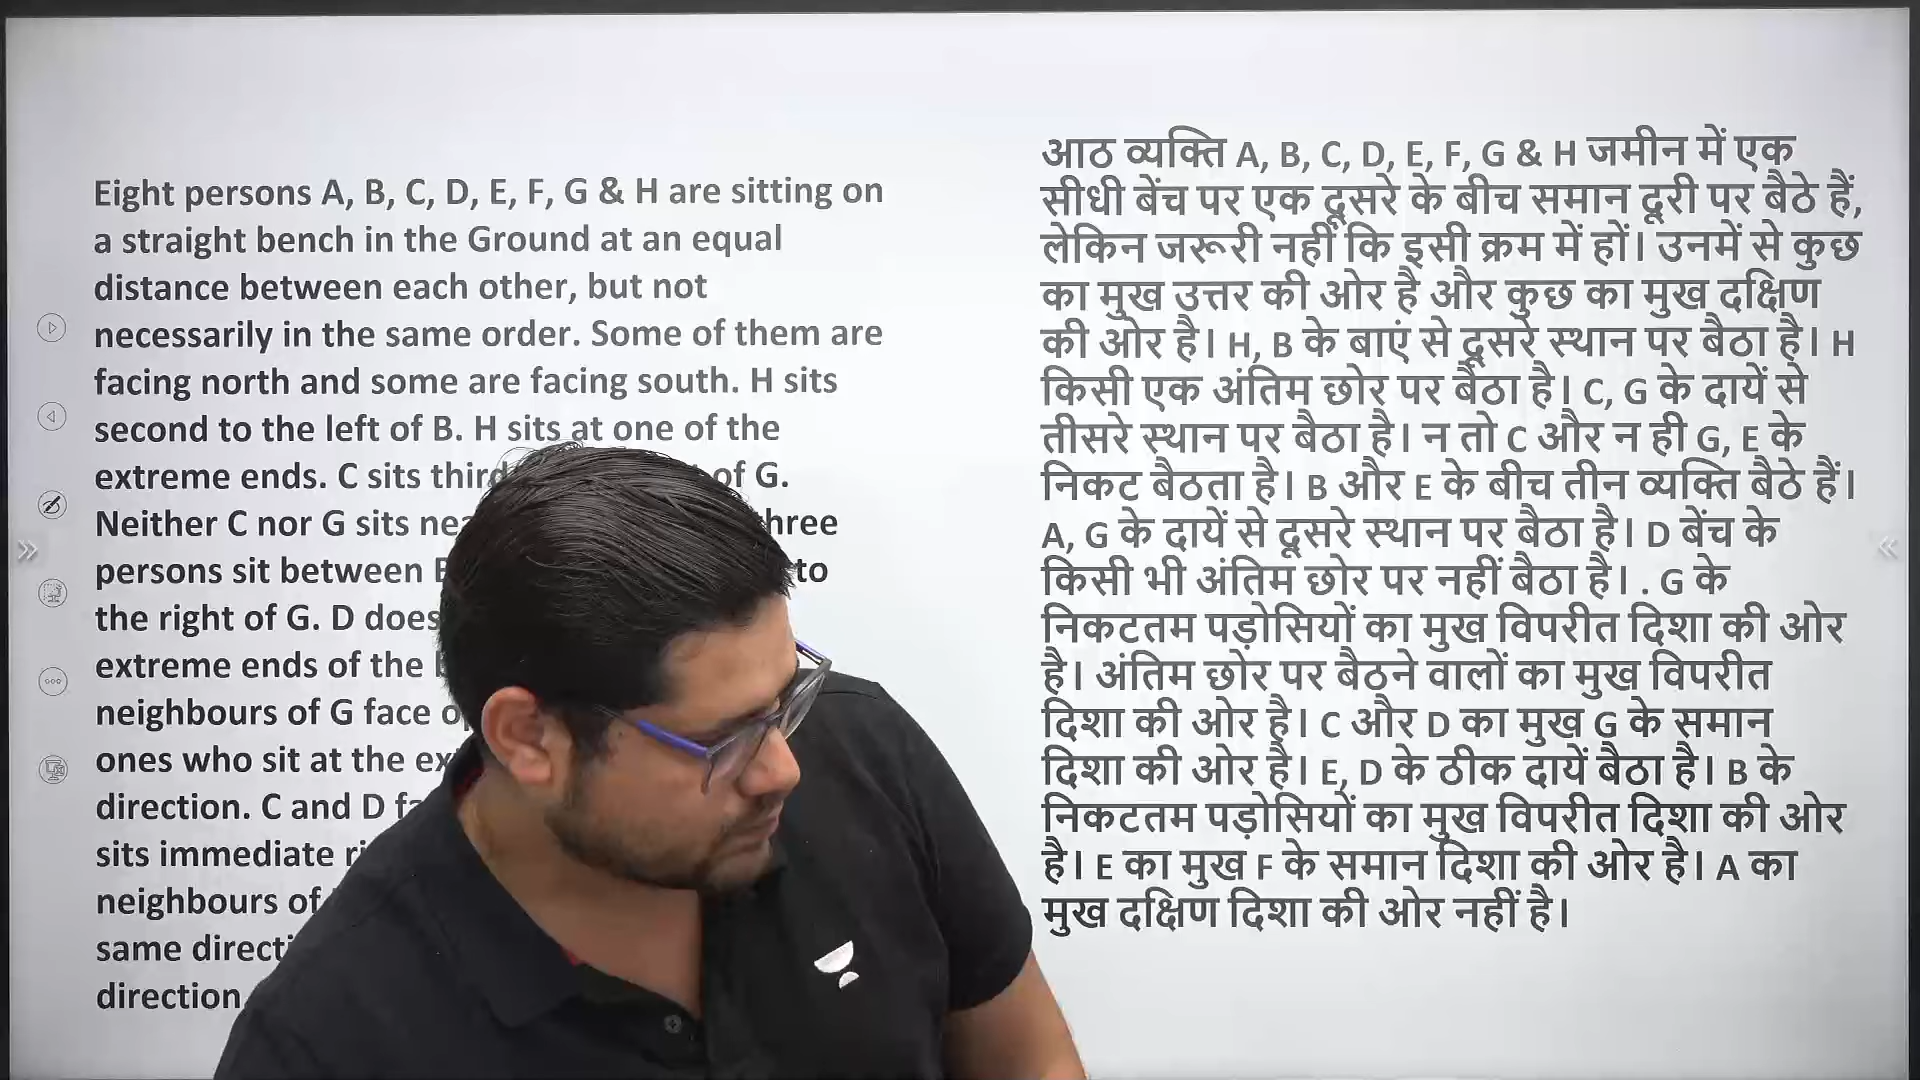 Eight persons A, B, C, D, E, F, G & H are sitting on
a straight bench in the Ground at an equal
distance between each other, but not
necessarily in the same order. Some of them are
facing north and some are facing south. H sits
second to the left of B. H sits at one of the
extreme ends. C sits third of G.
Neither C nor G sits three
persons sit between to
the right of G. D does
extreme ends of the
neighbours of G face
ones who sit at the
direction. C and D
sits immediate
neighbours of
same
direction
आठ व्यक्ति A, B, C, D, E, F, G & H जमीन में एक
सीधी बेंच पर एक दूसरे के बीच समान दूरी पर बैठे हैं,
लेकिन जरूरी नहीं कि इसी क्रम में हों। उनमें से कुछ
का मुख उत्तर की ओर है और कुछ का मुख दक्षिण
की ओर है। H, B के बाएं से दूसरे स्थान पर बैठा है। H
किसी एक अंतिम छोर पर बैठा है। C, G के दायें से
तीसरे स्थान पर बैठा है। न तो C और न ही G, E के
निकट बैठता है। B और E के बीच तीन व्यक्ति बैठे हैं।
A, G के दायें से दूसरे स्थान पर बैठा है। D बेंच के
किसी भी अंतिम छोर पर नहीं बैठा है। . G के
निकटतम पड़ोसियों का मुख विपरीत दिशा की ओर
है। अंतिम छोर पर बैठने वालों का मुख विपरीत
दिशा की ओर है। C और D का मुख G के समान
दिशा की ओर है। E, D के ठीक दायें बैठा है। B के
निकटतम पड़ोसियों का मुख विपरीत दिशा की ओर
है। E का मुख F के समान दिशा की ओर है। A का
मुख दक्षिण दिशा की ओर नहीं है।